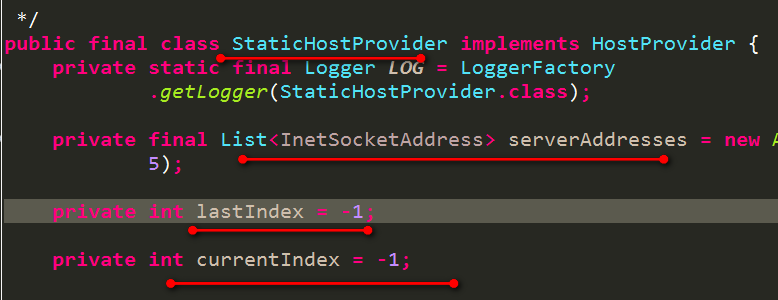 */
public final class StaticHostProvider implements HostProvider {
private static final Logger LOG = LoggerFactory
.getLogger(StaticHostProvider.class);
private final List<InetSocketAddress> serverAddresses = new
5);
private int lastIndex = -1;
private int currentIndex = -1;